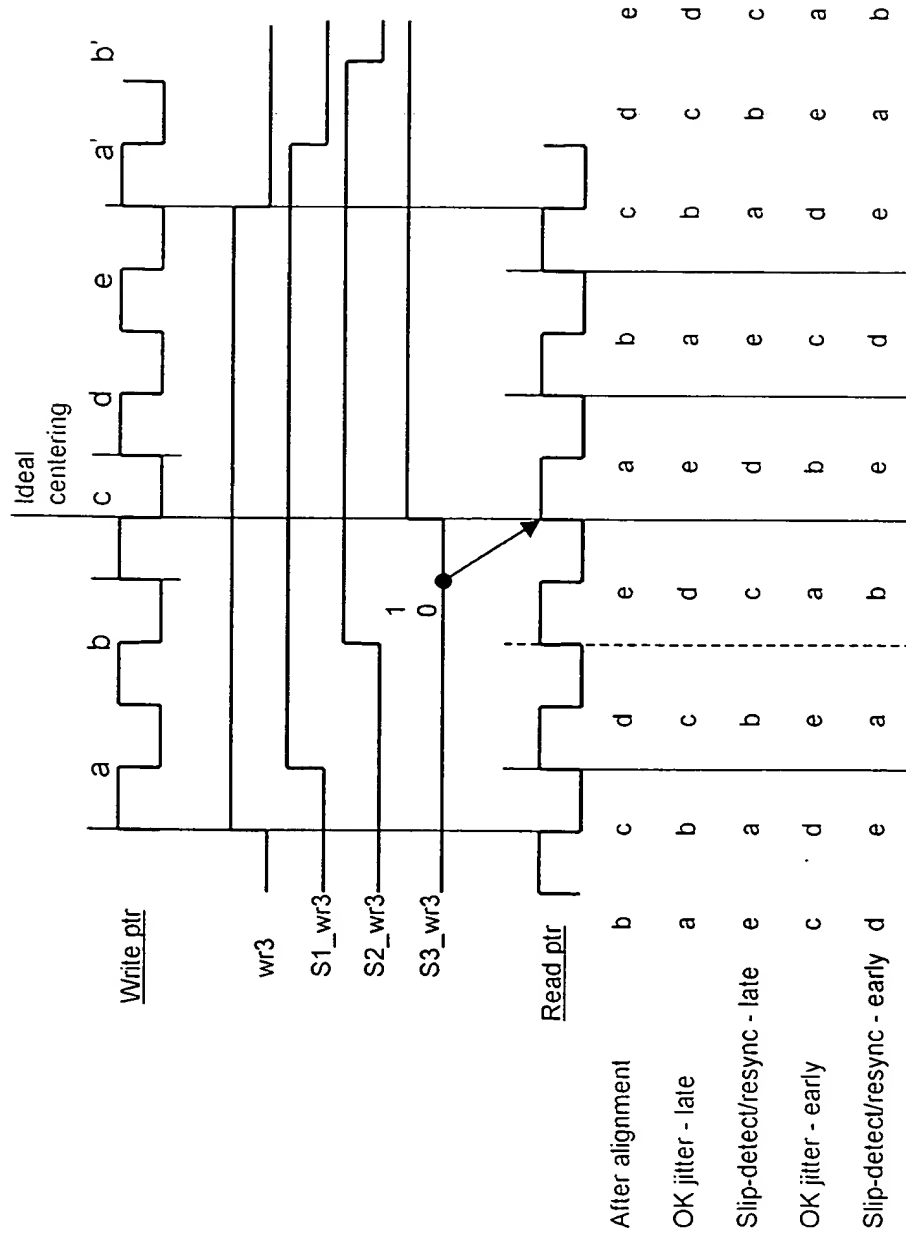 Ideal
centering
Write ptr a b c d e a' b'
wr3
S1_wr3
S2_wr3
1
0
S3_wr3
Read ptr
After alignment b c d e a b c d e
OK jitter - late a b c d e a b c d
Slip-detect/resync - late e a b c d e a b c
OK jitter - early c d e a b c d e a
Slip-detect/resync - early d e a b e d e a b